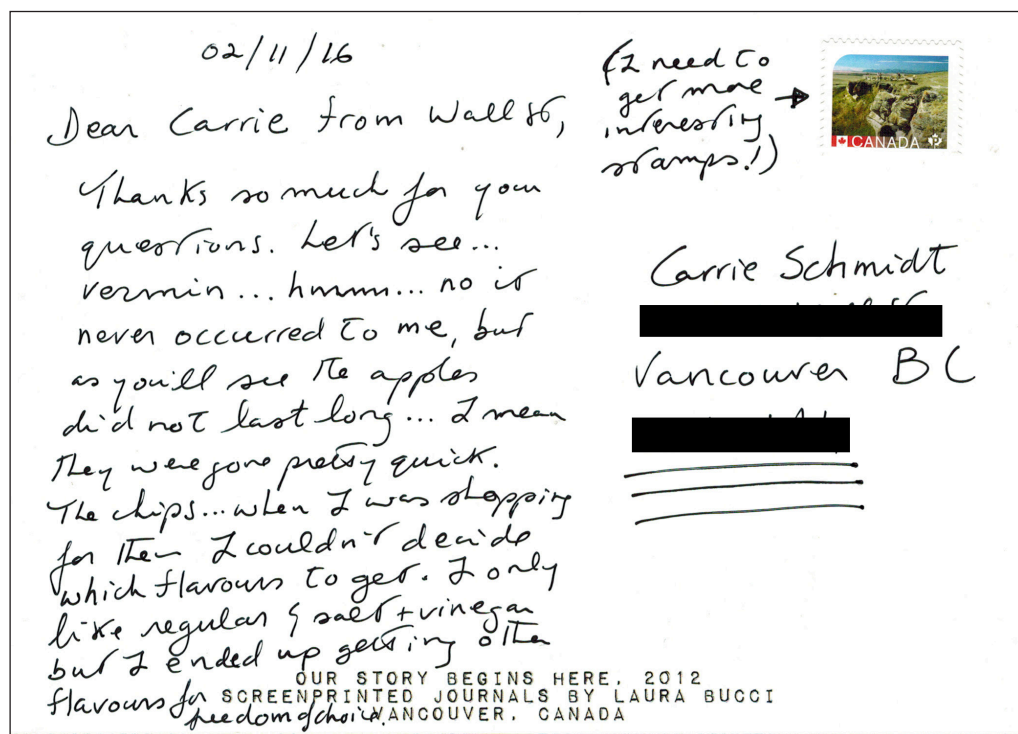 02/11/16
Dear Carrie from Wall St,
Thanks so much for your
questions. Let's see...
vermin... hmmm... no it
never occurred to me, but
as you'll see the apples
did not last long... I mean
they were gone pretty quick.
The chips... when I was shopping
for them I couldn't decide
which flavours to get. I only
like regular & salt + vinegar
but I ended up getting other
flavours for
freedom of choice.
(I need to
get more
interesting
stamps!)
CANADA P
Carrie Schmidt
Vancouver BC
OUR STORY BEGINS HERE, 2012
SCREENPRINTED JOURNALS BY LAURA BUCCI
VANCOUVER, CANADA